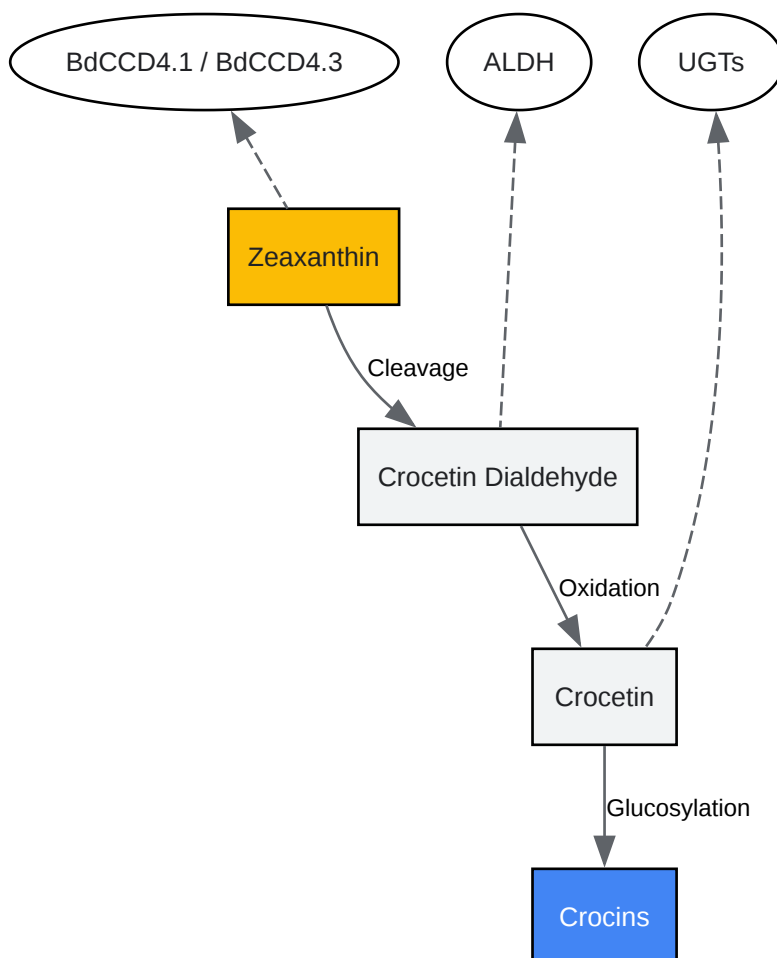 BdCCD4.1 / BdCCD4.3
ALDH
UGTs
Zeaxanthin
Cleavage
Crocetin Dialdehyde
Oxidation
Crocetin
Glucosylation
Crocins